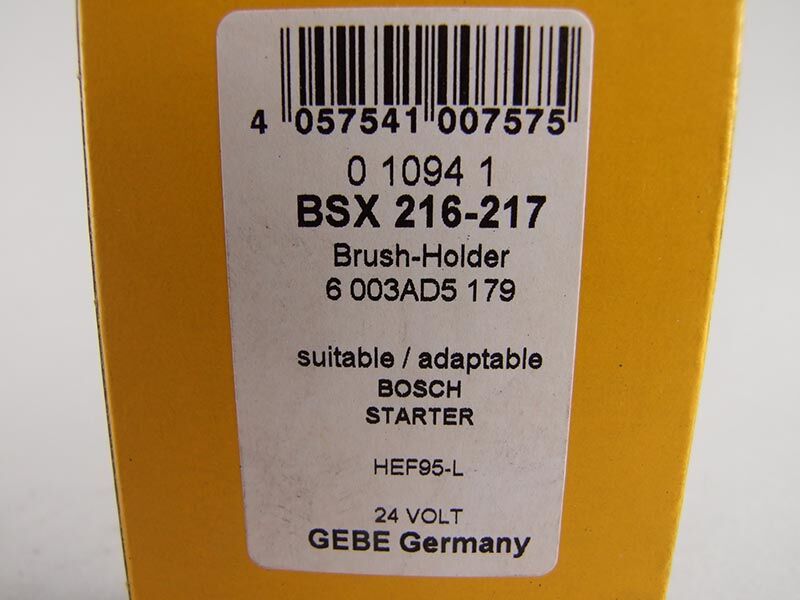 4 057541 007575
0 1094 1
BSX 216-217
Brush-Holder
6 003AD5 179
suitable / adaptable
BOSCH
STARTER
HEF95-L
24 VOLT
GEBE Germany